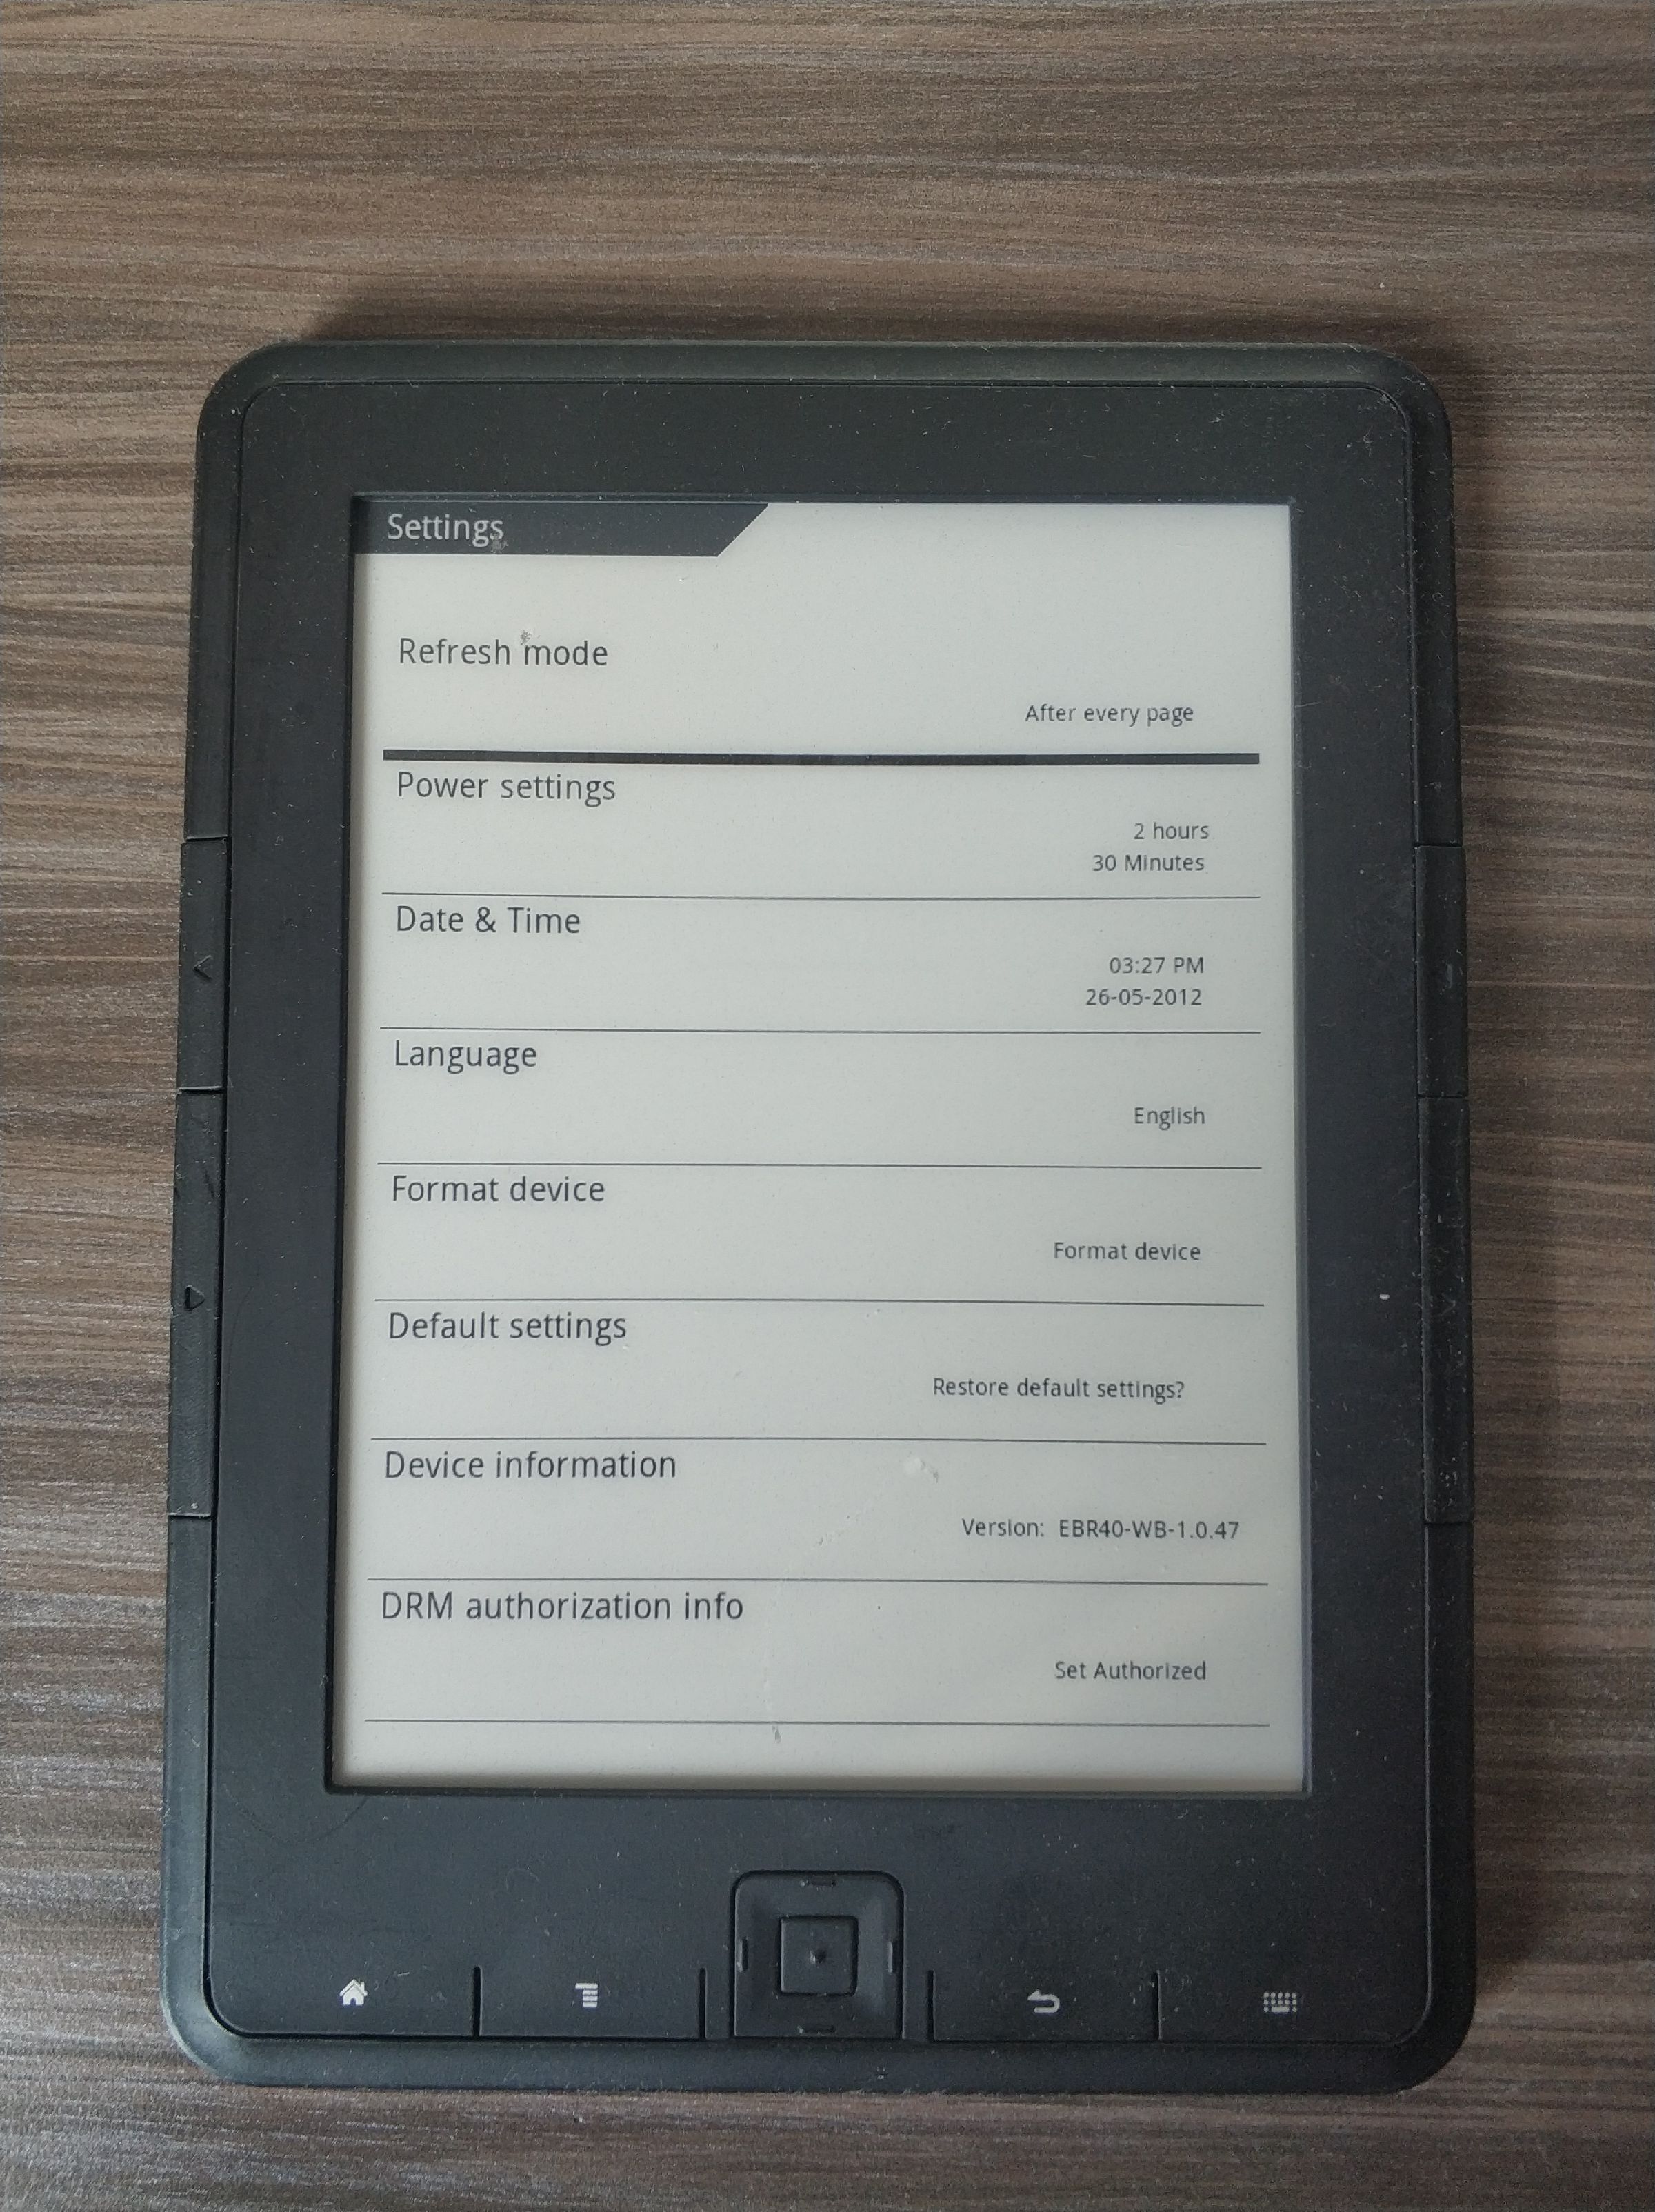 Settings
Refresh mode
After every page
Power settings
2 hours
30 Minutes
Date & Time
03:27 PM
26-05-2012
Language
English
Format device
Format device
Default settings
Restore default settings?
Device information
Version: EBR40-WB-1.0.47
DRM authorization info
Set Authorized